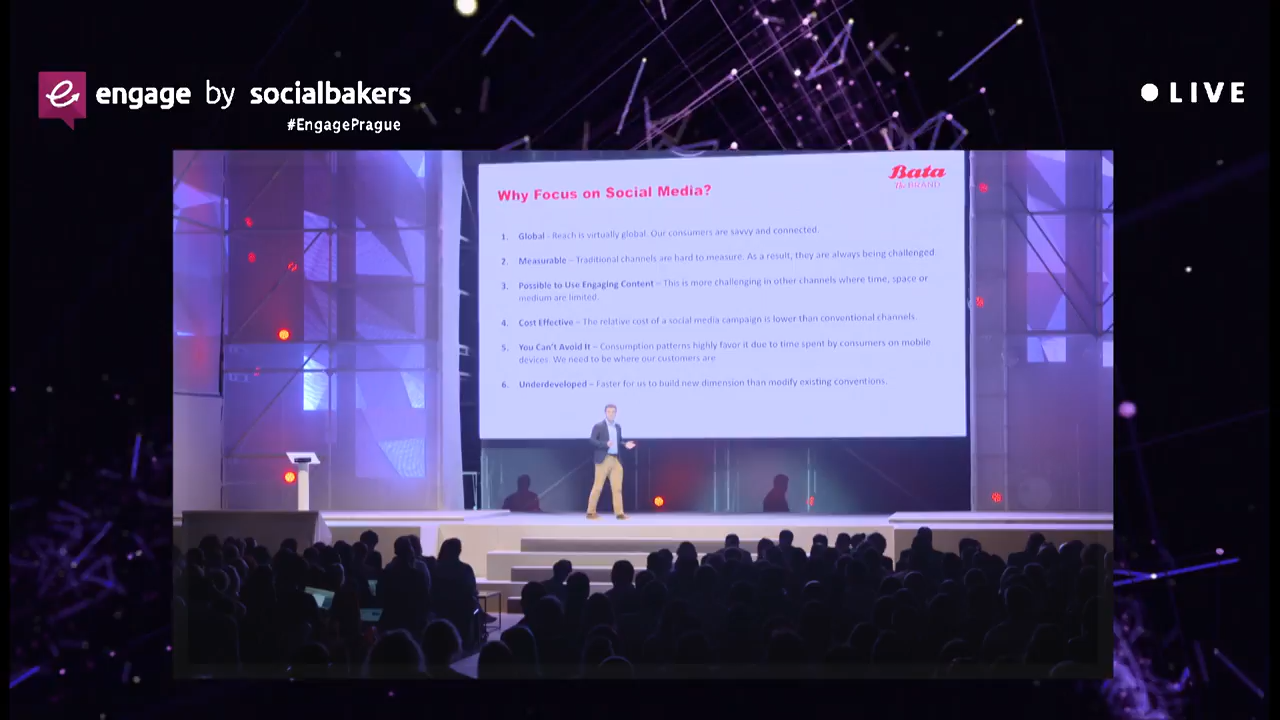 engage by socialbakers
#EngagePrague
LIVE
Bata
The BRAND
Why Focus on Social Media?
1. Global – Reach is virtually global. Our consumers are savvy and connected.
2. Measurable – Traditional channels are hard to measure. As a result, they are always being challenged
3. Possible to Use Engaging Content – This is more challenging in other channels where time, space or
medium are limited.
4. Cost Effective – The relative cost of a social media campaign is lower than conventional channels.
5. You Can't Avoid It – Consumption patterns highly favor it due to time spent by consumers on mobile
devices. We need to be where our customers are
6. Underdeveloped – Faster for us to build new dimension than modify existing conventions.